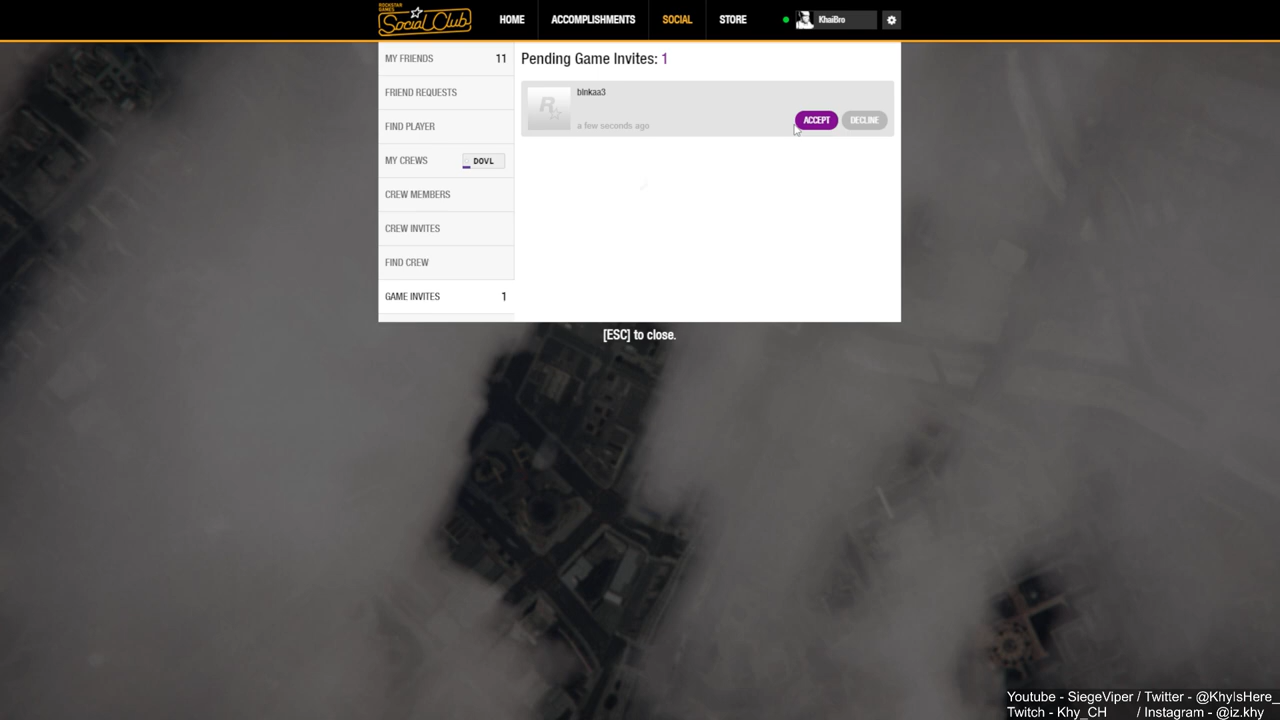 ROCKSTAR GAMES
Social Club
HOME
ACCOMPLISHMENTS
SOCIAL
STORE
KhaiBro
MY FRIENDS 11
FRIEND REQUESTS
FIND PLAYER
MY CREWS DOVL
CREW MEMBERS
CREW INVITES
FIND CREW
GAME INVITES 1
Pending Game Invites: 1
binkaa3
a few seconds ago
ACCEPT
DECLINE
[ESC] to close.
Youtube - SiegeViper / Twitter - @KhyIsHere_
Twitch - Khy_CH / Instagram - @iz.khy